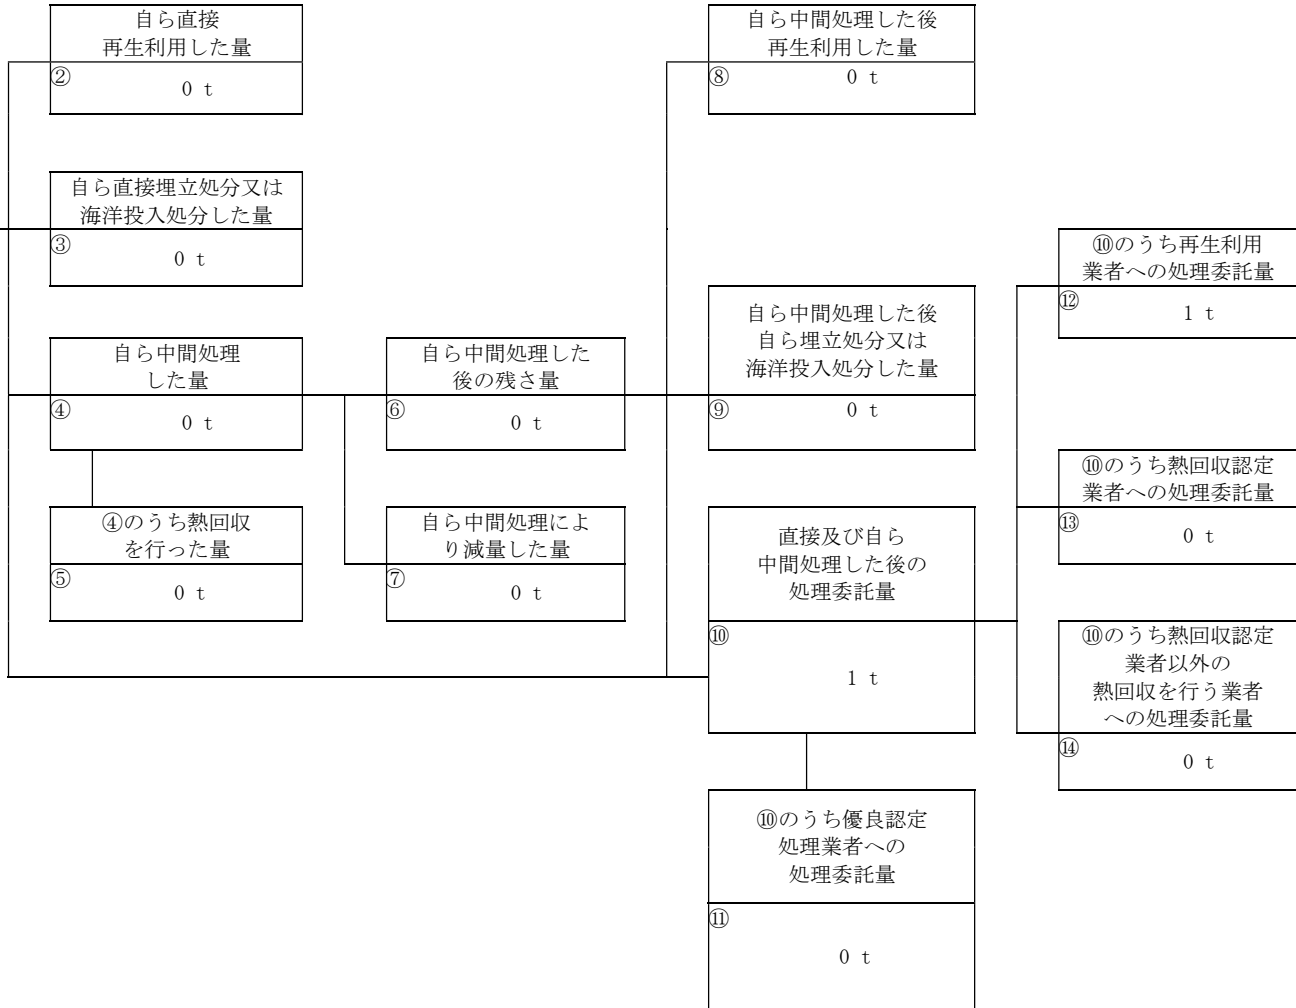 自ら直接
再生利用した量
②
0 t
自ら直接埋立処分又は
海洋投入処分した量
③
0 t
自ら中間処理
した量
④
0 t
④のうち熱回収
を行った量
⑤
0 t
自ら中間処理した
後の残さ量
⑥
0 t
自ら中間処理によ
り減量した量
⑦
0 t
自ら中間処理した後
再生利用した量
⑧
0 t
自ら中間処理した後
自ら埋立処分又は
海洋投入処分した量
⑨
0 t
直接及び自ら
中間処理した後の
処理委託量
⑩
1 t
⑩のうち優良認定
処理業者への
処理委託量
⑪
0 t
⑩のうち再生利用
業者への処理委託量
⑫
1 t
⑩のうち熱回収認定
業者への処理委託量
⑬
0 t
⑩のうち熱回収認定
業者以外の
熱回収を行う業者
への処理委託量
⑭
0 t